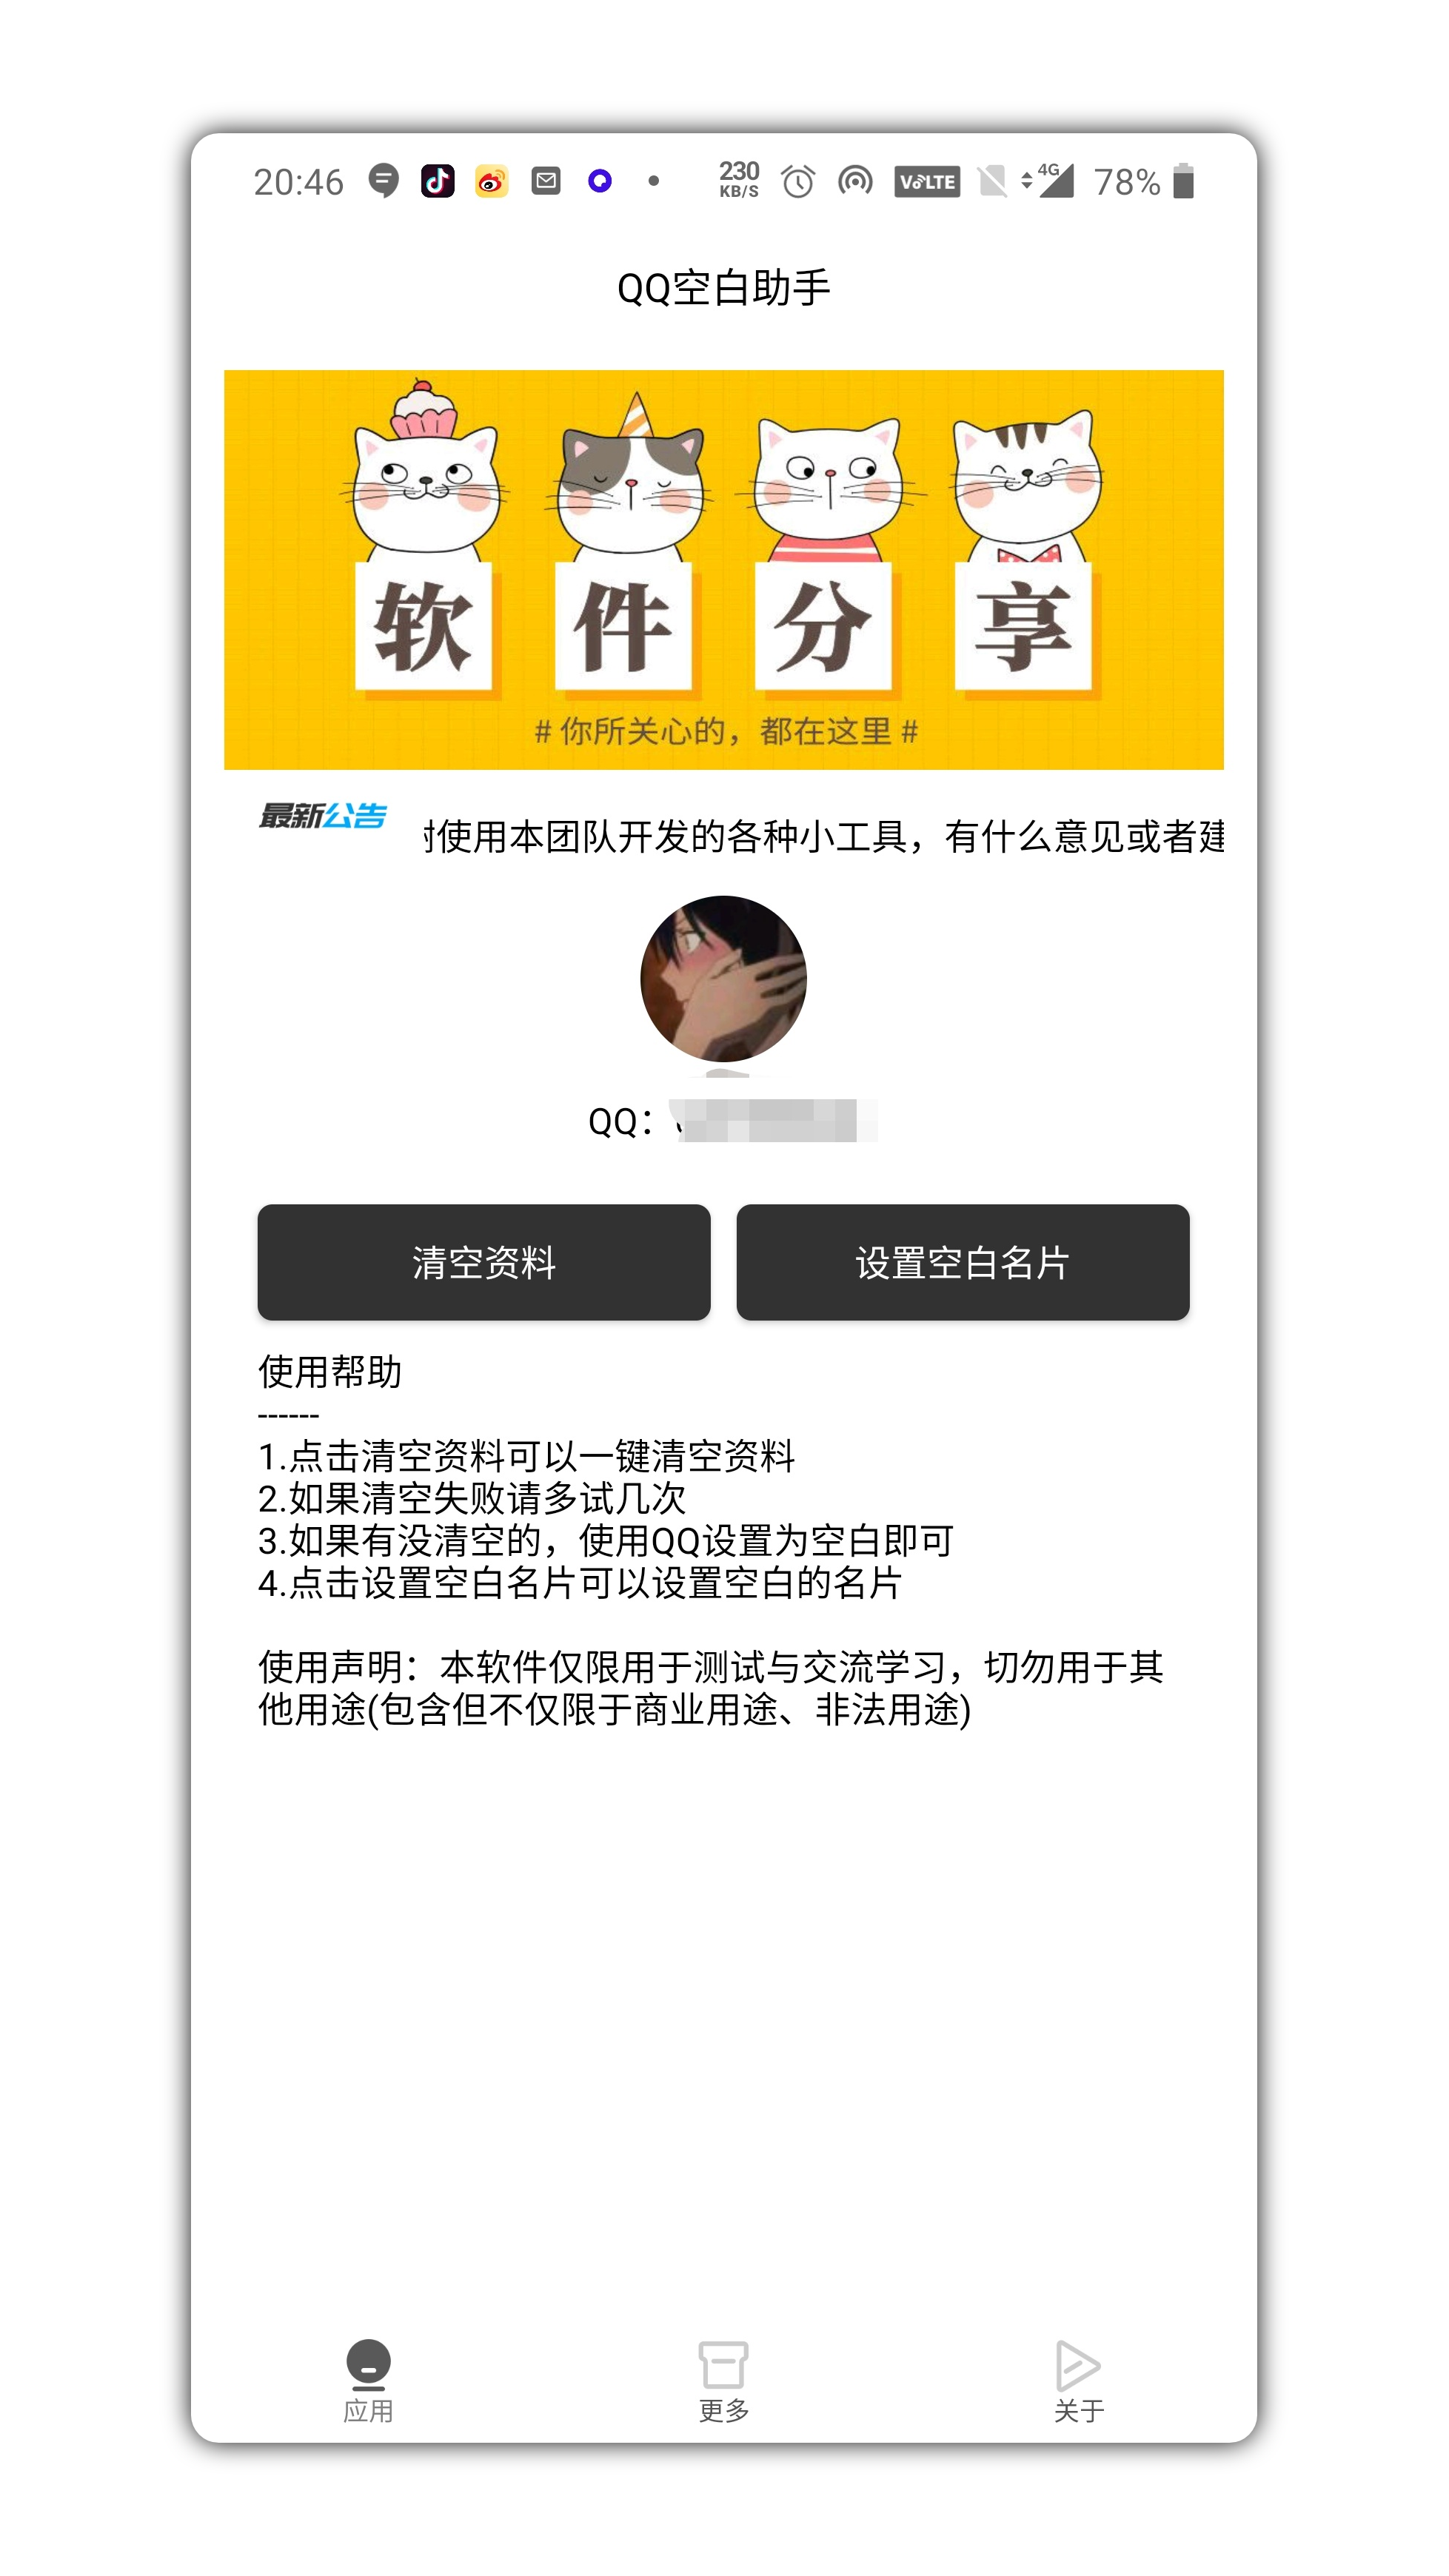 20:46
230
KB/S
VoLTE
4G
78%
QQ空白助手
软件分享
# 你所关心的，都在这里 #
最新公告
使用本团队开发的各种小工具，有什么意见或者建
QQ：
清空资料
设置空白名片
使用帮助
------
1.点击清空资料可以一键清空资料
2.如果清空失败请多试几次
3.如果有没清空的，使用QQ设置为空白即可
4.点击设置空白名片可以设置空白的名片
使用声明：本软件仅限用于测试与交流学习，切勿用于其
他用途(包含但不仅限于商业用途、非法用途)
应用
更多
关于